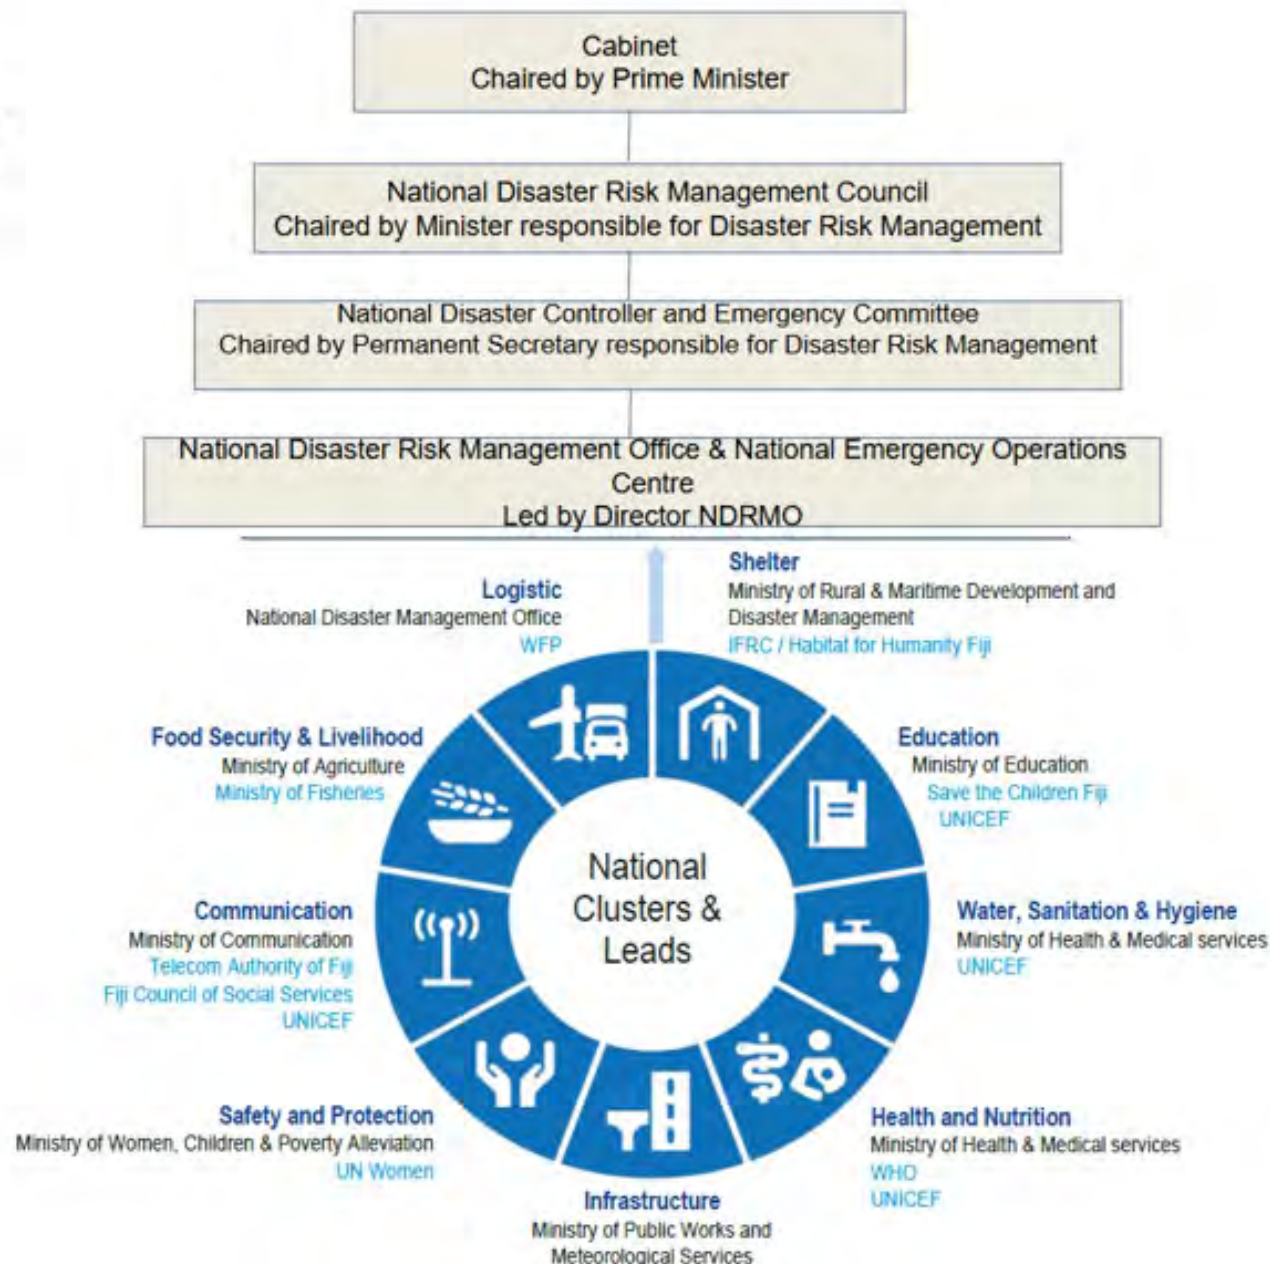 Cabinet
Chaired by Prime Minister
National Disaster Risk Management Council
Chaired by Minister responsible for Disaster Risk Management
National Disaster Controller and Emergency Committee
Chaired by Permanent Secretary responsible for Disaster Risk Management
National Disaster Risk Management Office & National Emergency Operations
Centre
Led by Director NDRMO
Logistic
National Disaster Management Office
WFP
Shelter
Ministry of Rural & Maritime Development and
Disaster Management
IFRC / Habitat for Humanity Fiji
Food Security & Livelihood
Ministry of Agriculture
Ministry of Fisheries
Education
Ministry of Education
Save the Children Fiji
UNICEF
National
Clusters &
Leads
Communication
Ministry of Communication
Telecom Authority of Fiji
Fiji Council of Social Services
UNICEF
Water, Sanitation & Hygiene
Ministry of Health & Medical services
UNICEF
Safety and Protection
Ministry of Women, Children & Poverty Alleviation
UN Women
Health and Nutrition
Ministry of Health & Medical services
WHO
UNICEF
Infrastructure
Ministry of Public Works and
Meteorological Services